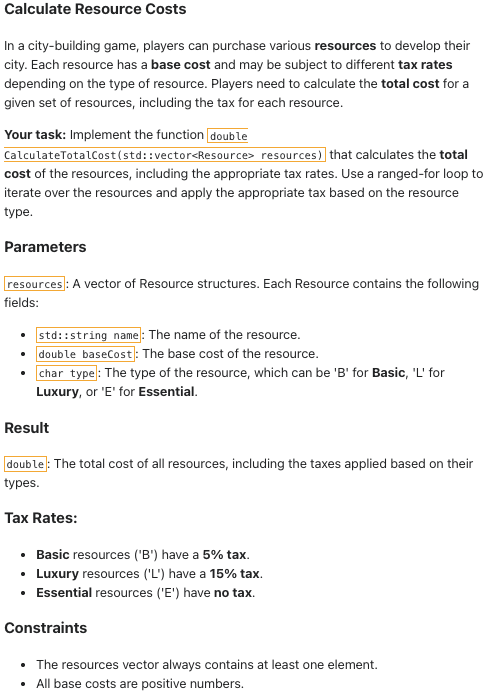 Calculate Resource Costs
In a city-building game, players can purchase various resources to develop their
city. Each resource has a base cost and may be subject to different tax rates
depending on the type of resource. Players need to calculate the total cost for a
given set of resources, including the tax for each resource.
Your task: Implement the function double
CalculateTotalCost(std::vector<Resource> resources) that calculates the total
cost of the resources, including the appropriate tax rates. Use a ranged-for loop to
iterate over the resources and apply the appropriate tax based on the resource
type.
Parameters
resources: A vector of Resource structures. Each Resource contains the following
fields:
• std::string name: The name of the resource.
• double baseCost: The base cost of the resource.
• char type: The type of the resource, which can be 'B' for Basic, 'L' for
Luxury, or 'E' for Essential.
Result
double: The total cost of all resources, including the taxes applied based on their
types.
Tax Rates:
• Basic resources ('B') have a 5% tax.
• Luxury resources ('L') have a 15% tax.
• Essential resources ('E') have no tax.
Constraints
• The resources vector always contains at least one element.
• All base costs are positive numbers.